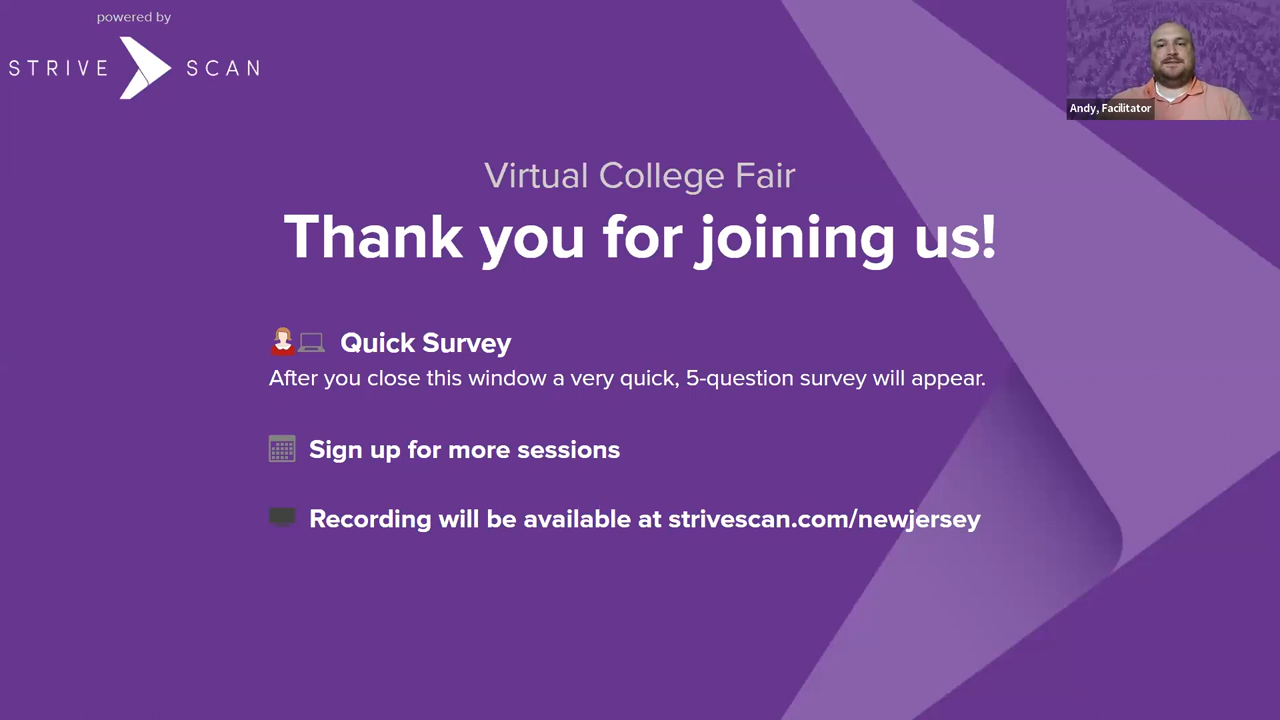 powered by
STRIVE SCAN
Andy, Facilitator
Virtual College Fair
Thank you for joining us!
Quick Survey
After you close this window a very quick, 5-question survey will appear.
Sign up for more sessions
Recording will be available at strivescan.com/newjersey